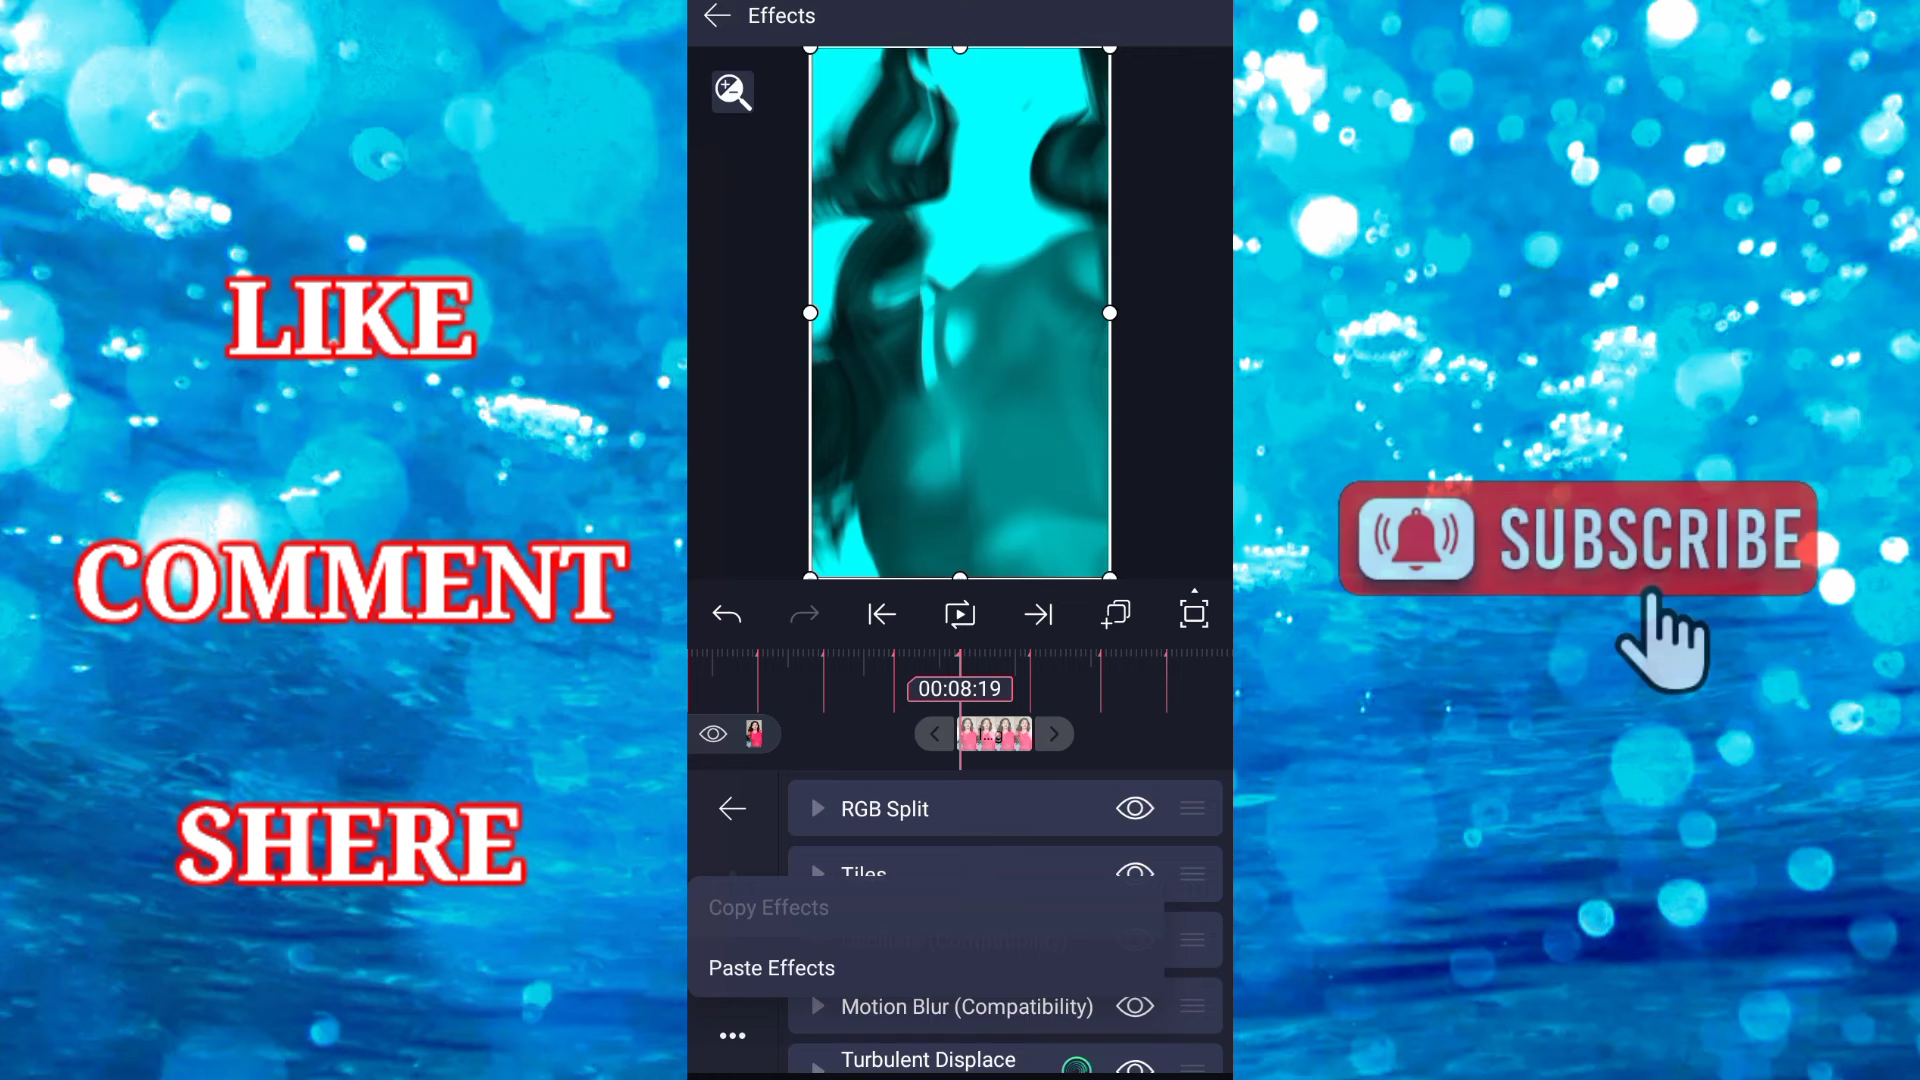 Effects
LIKE
COMMENT
SHERE
SUBSCRIBE
00:08:19
RGB Split
Tiles
Copy Effects
Paste Effects
Motion Blur (Compatibility)
Turbulent Displace